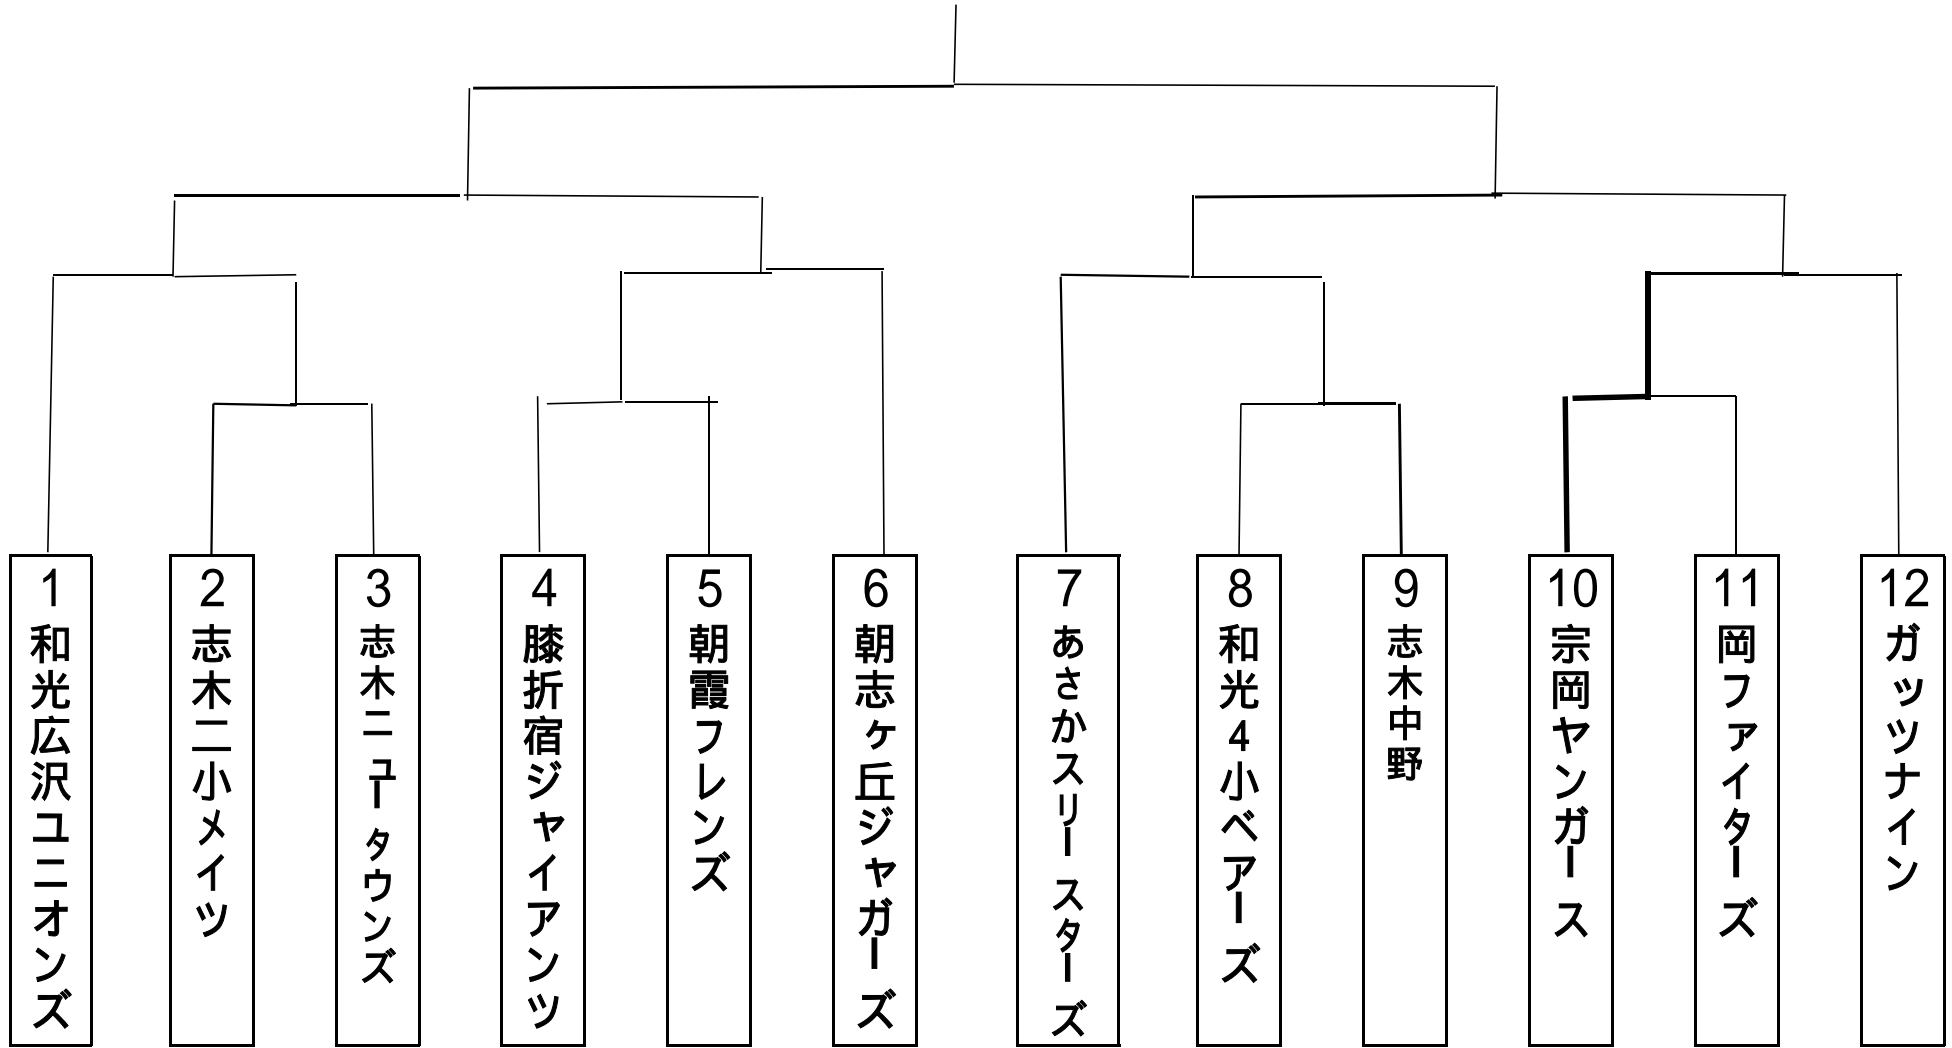 1
和光広沢ユニオンズ
2
志木二小メイツ
3
志木ニュータウンズ
4
膝折宿ジャイアンツ
5
朝霞フレンズ
6
朝志ヶ丘ジャガーズ
7
あさかスリースターズ
8
和光4小ベアーズ
9
志木中野
10
宗岡ヤンガース
11
岡ファイターズ
12
ガッツナイン